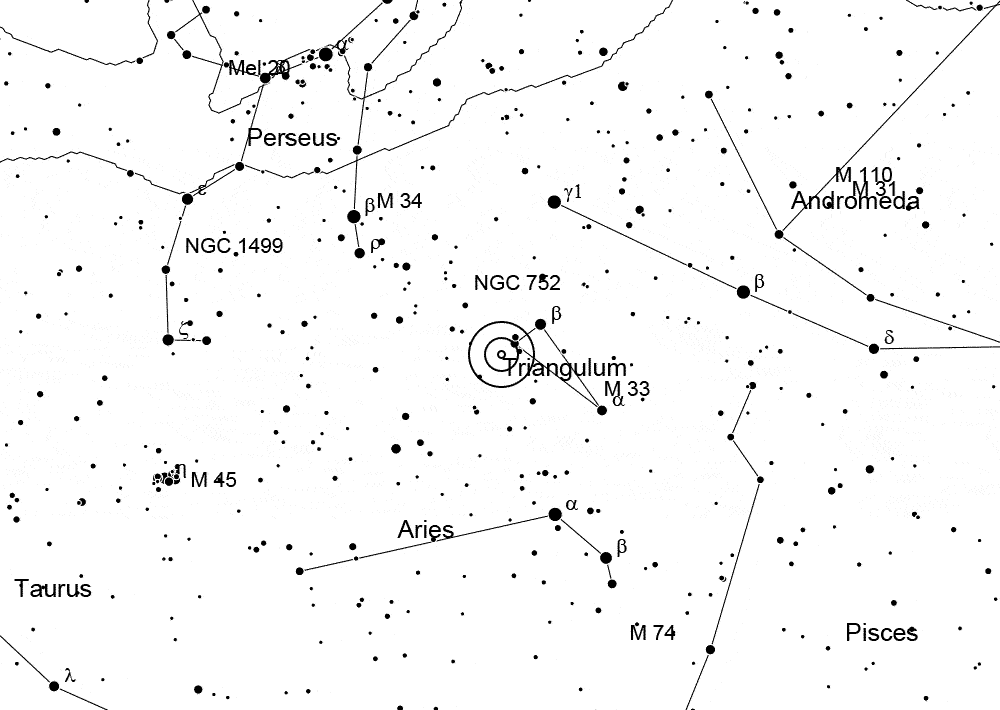 α
Mel 20
δ
Perseus
M 110
M 31
Andromeda
ε
γ1
β
M 34
ρ
NGC 1499
NGC 752
β
β
ζ
δ
Triangulum
M 33
α
η
M 45
α
Aries
β
Taurus
M 74
Pisces
λ